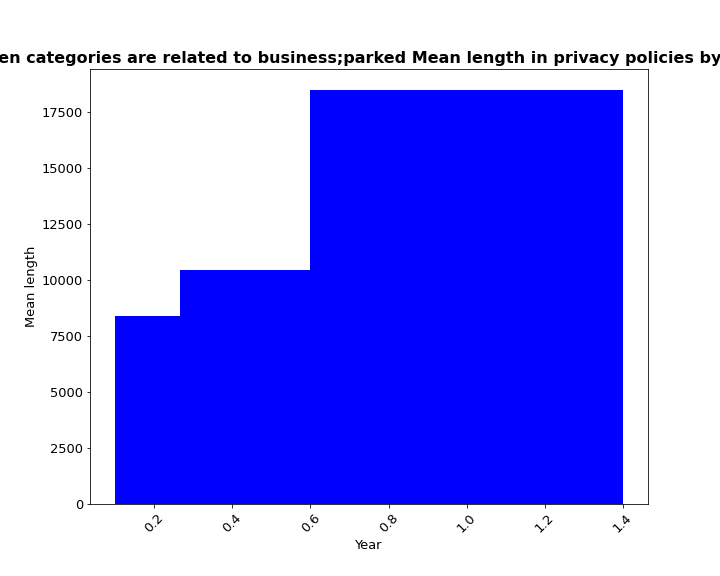 en categories are related to business;parked Mean length in privacy policies by
17500
15000
12500
10000
7500
5000
2500
0
Mean length
0.2 0.4 0.6 0.8 1.0 1.2 1.4
Year